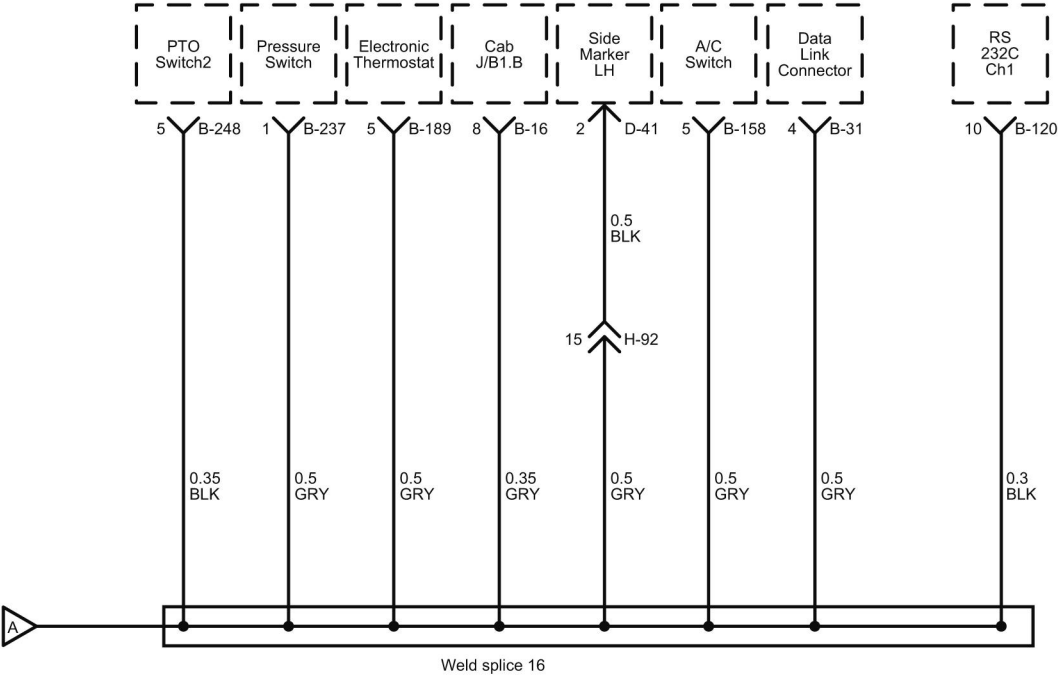 PTO
Switch2
Pressure
Switch
Electronic
Thermostat
Cab
J/B1.B
Side
Marker
LH
A/C
Switch
Data
Link
Connector
RS
232C
Ch1
5 B-248
1 B-237
5 B-189
8 B-16
2 D-41
5 B-158
4 B-31
10 B-120
0.5
BLK
15 H-92
0.35
BLK
0.5
GRY
0.5
GRY
0.35
GRY
0.5
GRY
0.5
GRY
0.5
GRY
0.3
BLK
A
Weld splice 16